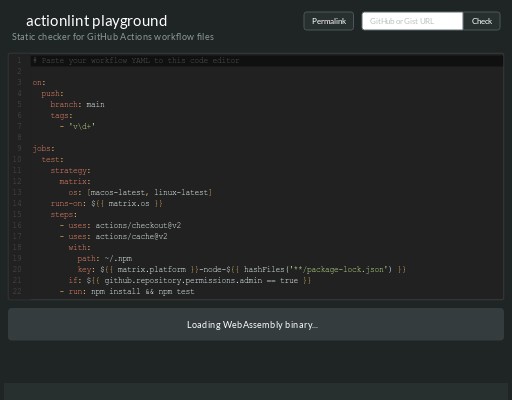 actionlint playground
Static checker for GitHub Actions workflow files
Permalink
GitHub or Gist URL
Check
1 # Paste your workflow YAML to this code editor
2
3 on:
4   push:
5     branch: main
6     tags:
7       - 'v\d+'
8
9 jobs:
10   test:
11     strategy:
12       matrix:
13         os: [macos-latest, linux-latest]
14     runs-on: ${{ matrix.os }}
15     steps:
16       - uses: actions/checkout@v2
17       - uses: actions/cache@v2
18         with:
19           path: ~/.npm
20           key: ${{ matrix.platform }}-node-${{ hashFiles('**/package-lock.json') }}
21         if: ${{ github.repository.permissions.admin == true }}
22       - run: npm install && npm test
Loading WebAssembly binary...